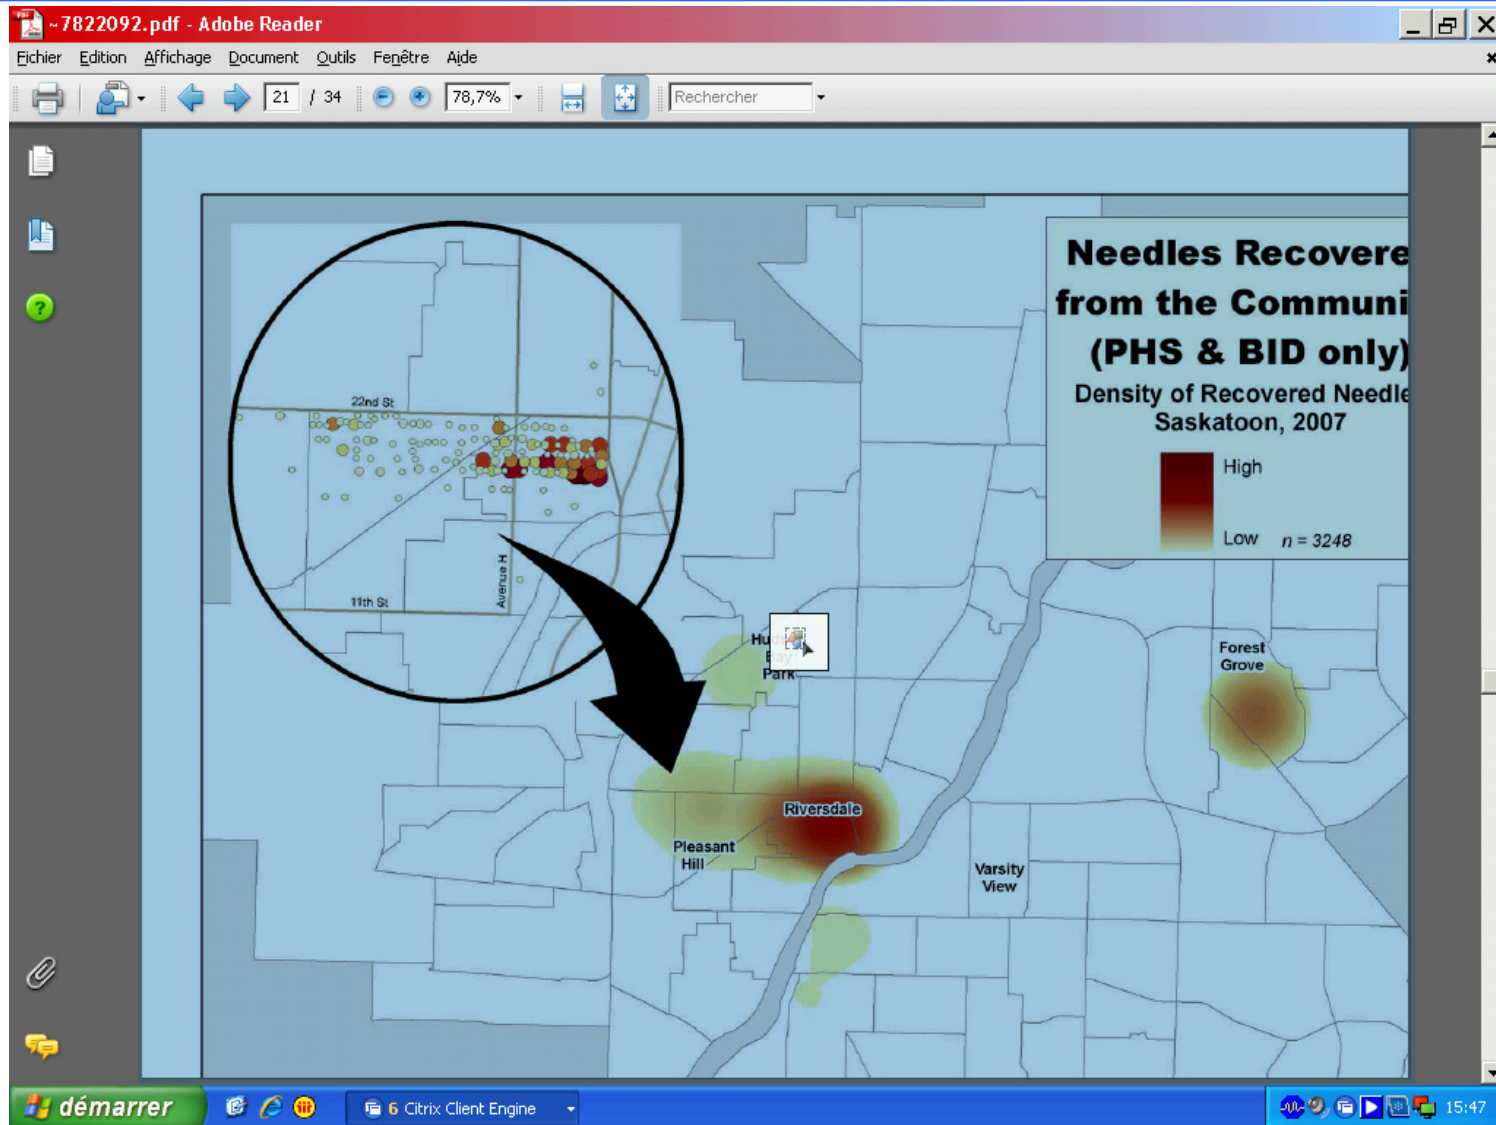 ~7822092.pdf - Adobe Reader
Fichier Edition Affichage Document Outils Fenêtre Aide
21 / 34 78,7% Rechercher
Needles Recovere
from the Communi
(PHS & BID only)
Density of Recovered Needle
Saskatoon, 2007
High
Low n = 3248
22nd St
Avenue H
11th St
Park
Forest
Grove
Riversdale
Pleasant
Hill
Varsity
View
démarrer 6 Citrix Client Engine 15:47